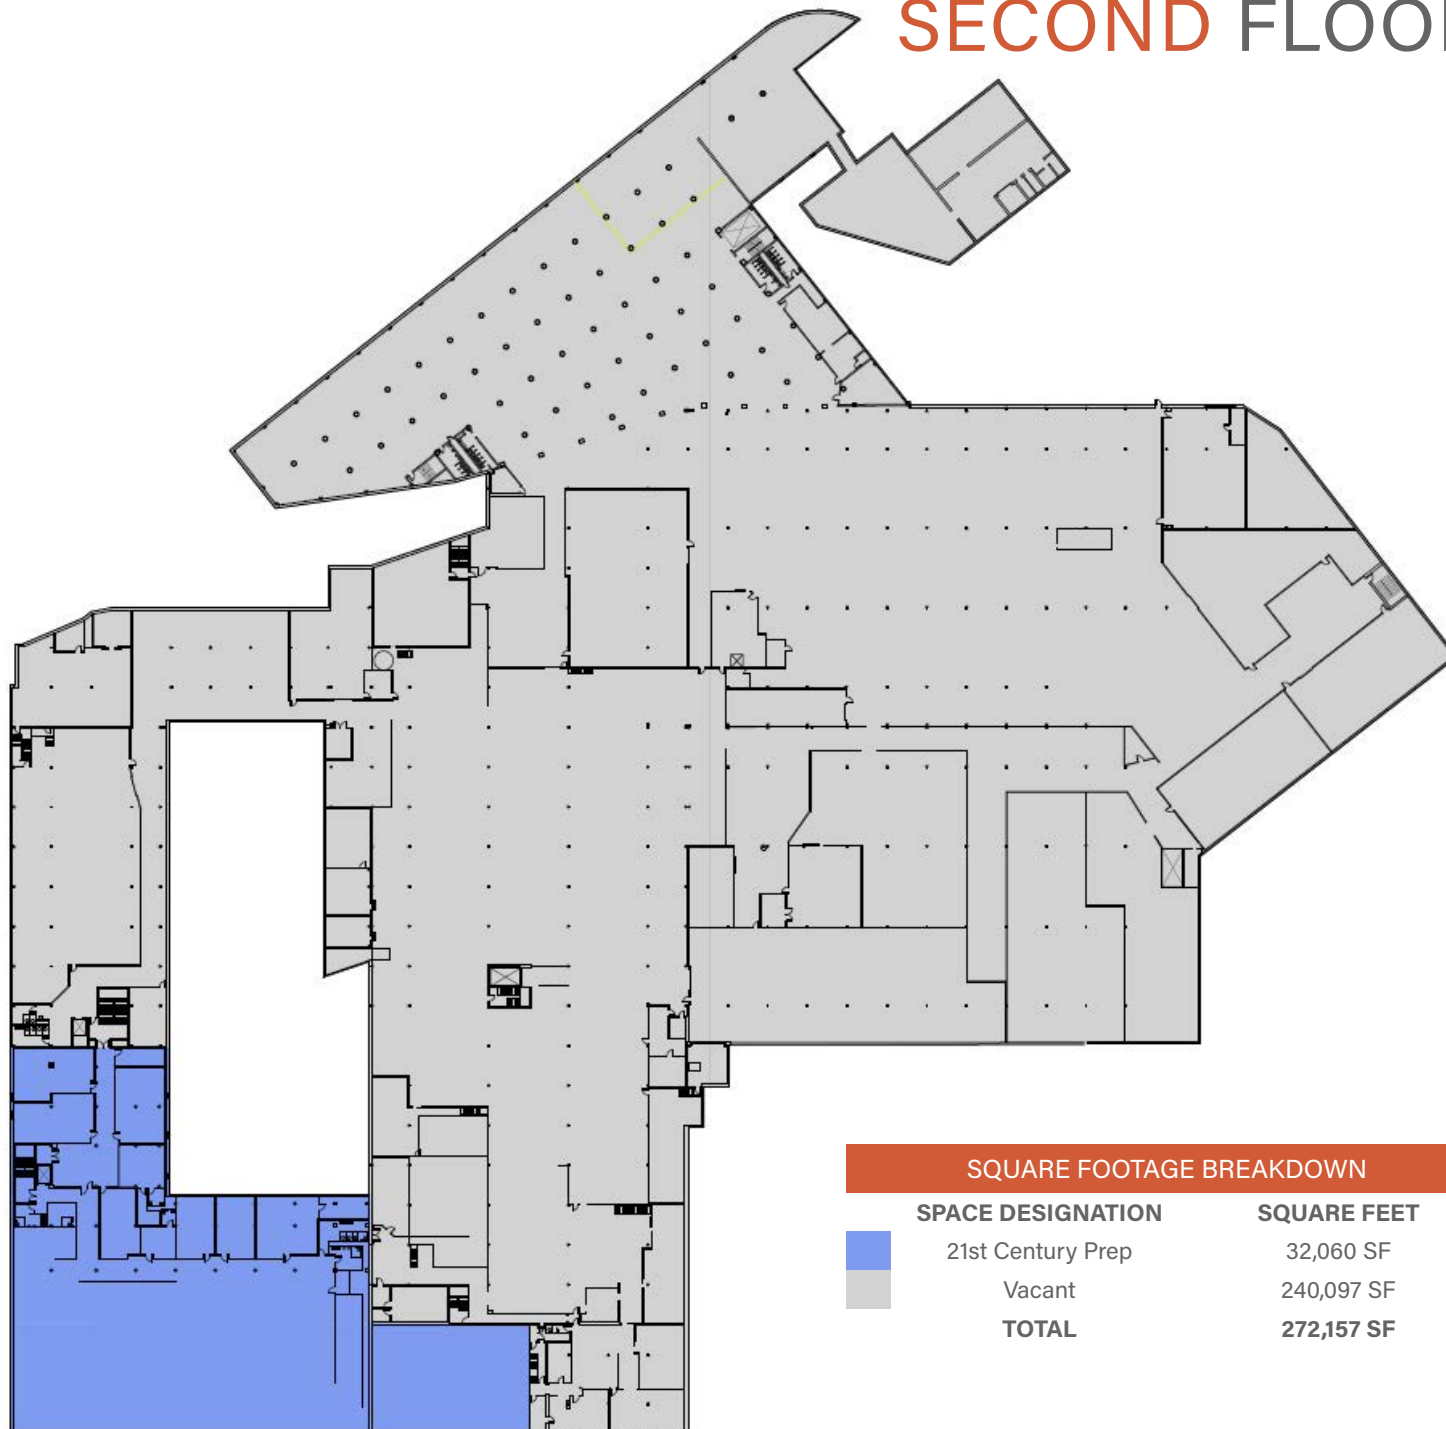 SECOND FLOO
SQUARE FOOTAGE BREAKDOWN
SPACE DESIGNATION SQUARE FEET
21st Century Prep 32,060 SF
Vacant 240,097 SF
TOTAL 272,157 SF